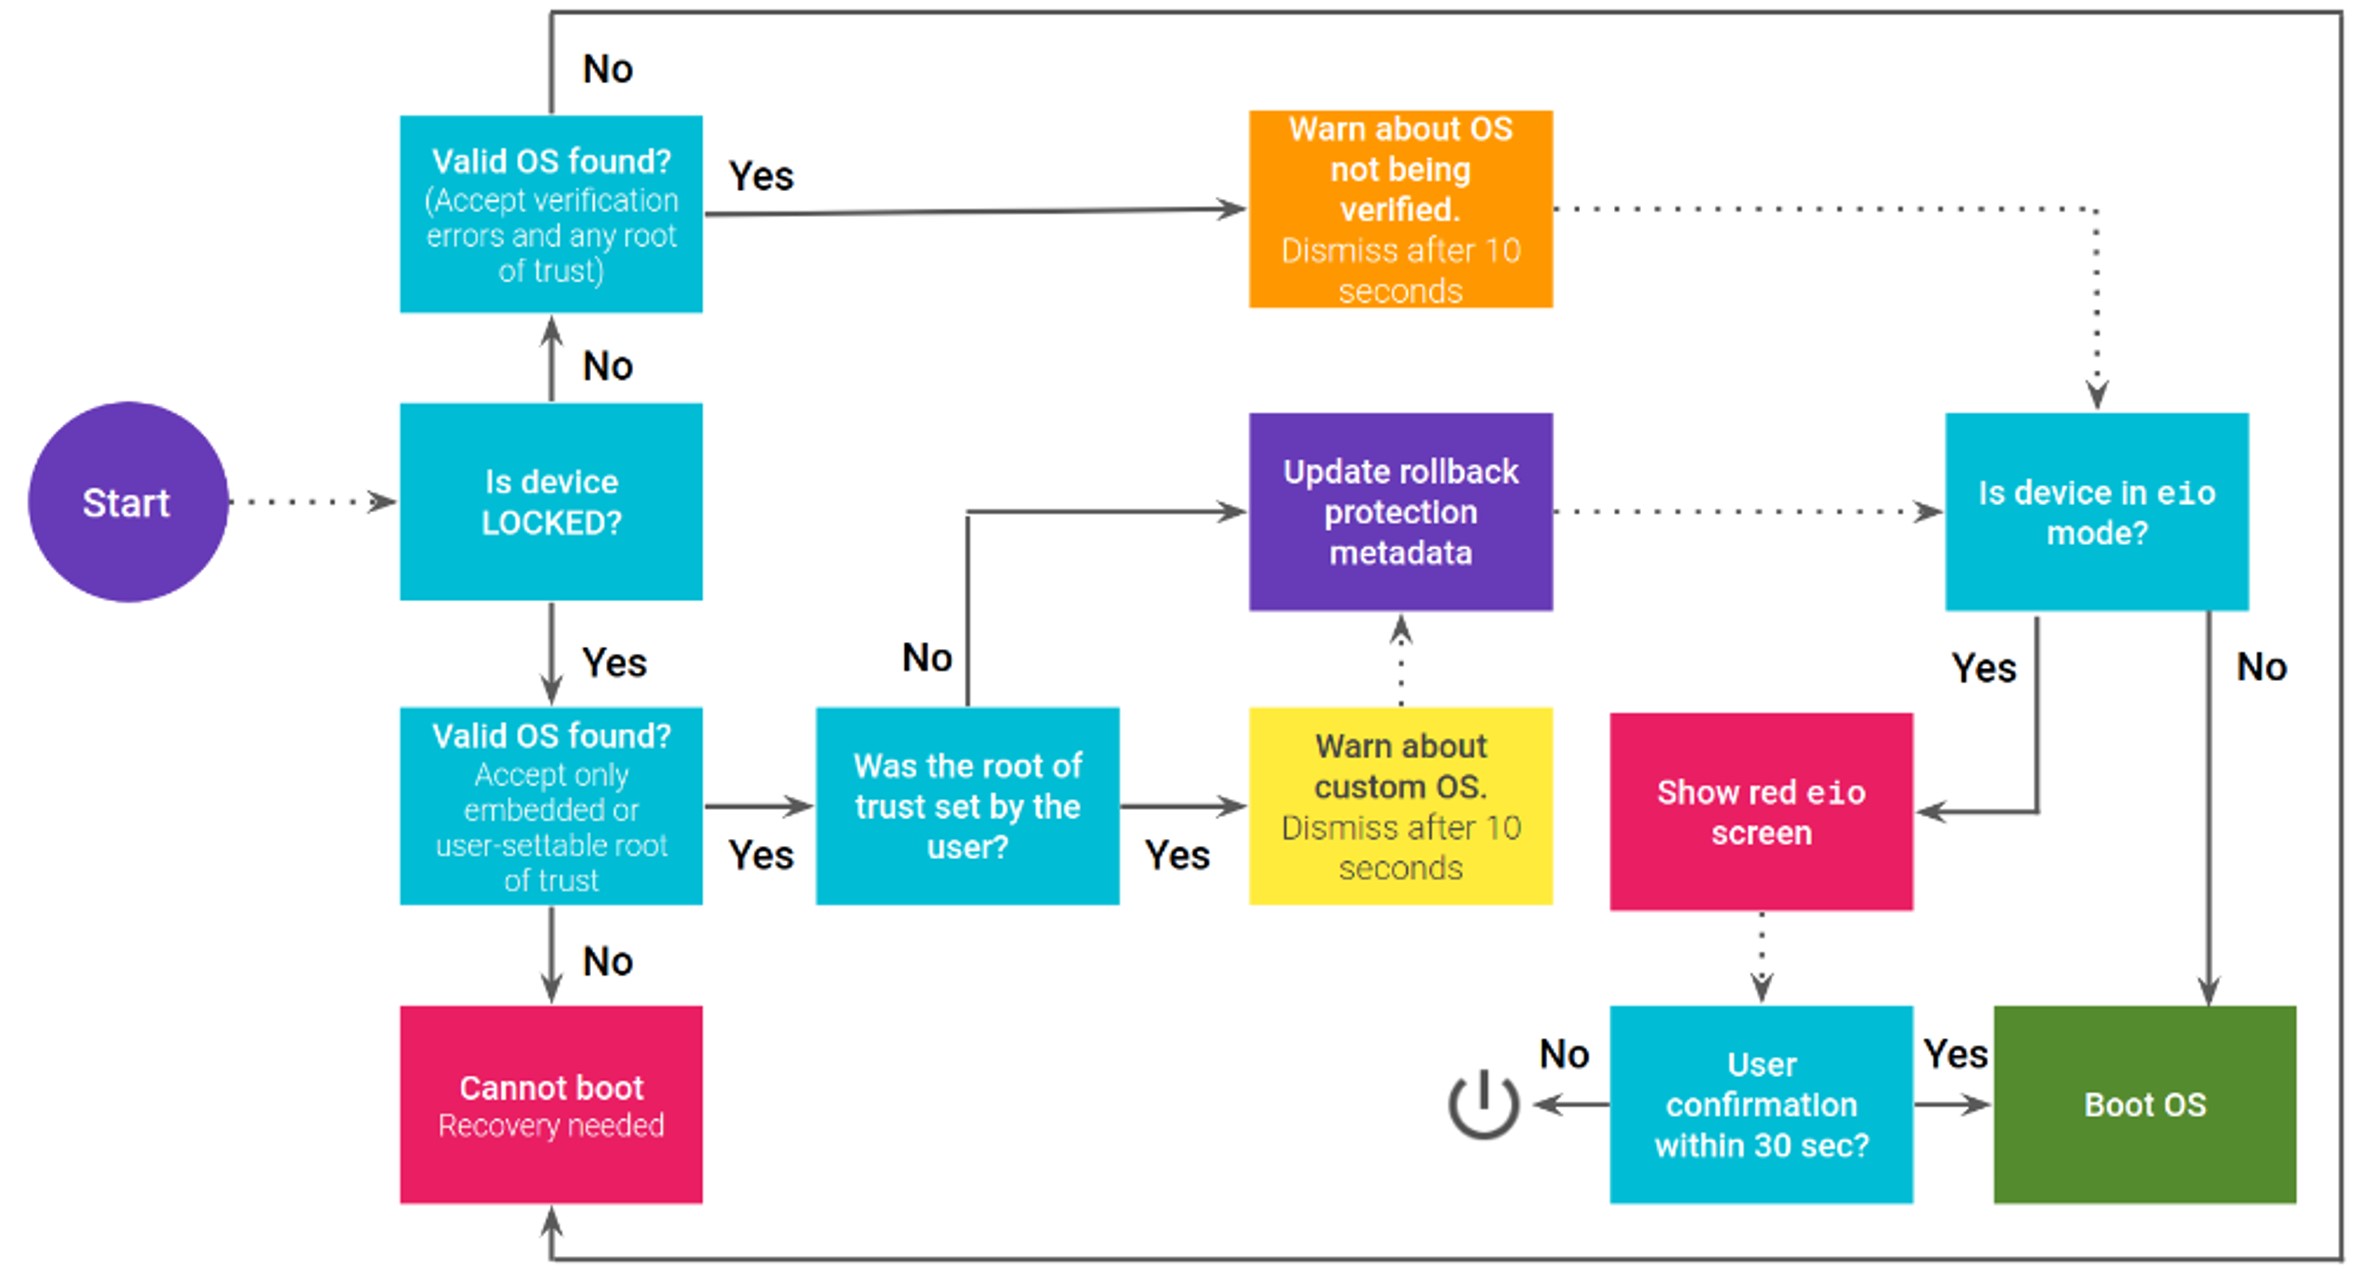 No
Valid OS found?
(Accept verification
errors and any root
of trust)
Yes
Warn about OS
not being
verified.
Dismiss after 10
seconds
No
Start
Is device
LOCKED?
Update rollback
protection
metadata
Is device in eio
mode?
Yes
No
Yes
No
Valid OS found?
Accept only
embedded or
user-settable root
of trust
Yes
Was the root of
trust set by the
user?
Yes
Warn about
custom OS.
Dismiss after 10
seconds
Show red eio
screen
No
Cannot boot
Recovery needed
No
User
confirmation
within 30 sec?
Yes
Boot OS